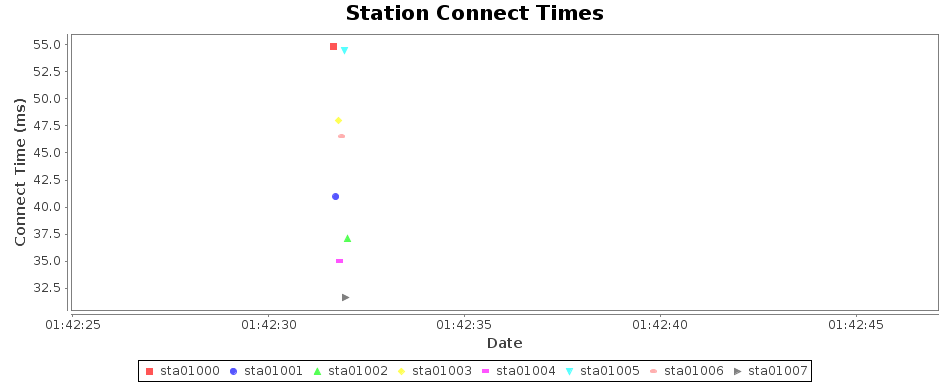 Station Connect Times
Connect Time (ms)
55.0
52.5
50.0
47.5
45.0
42.5
40.0
37.5
35.0
32.5
01:42:25 01:42:30 01:42:35 01:42:40 01:42:45
Date
sta01000 sta01001 sta01002 sta01003 sta01004 sta01005 sta01006 sta01007